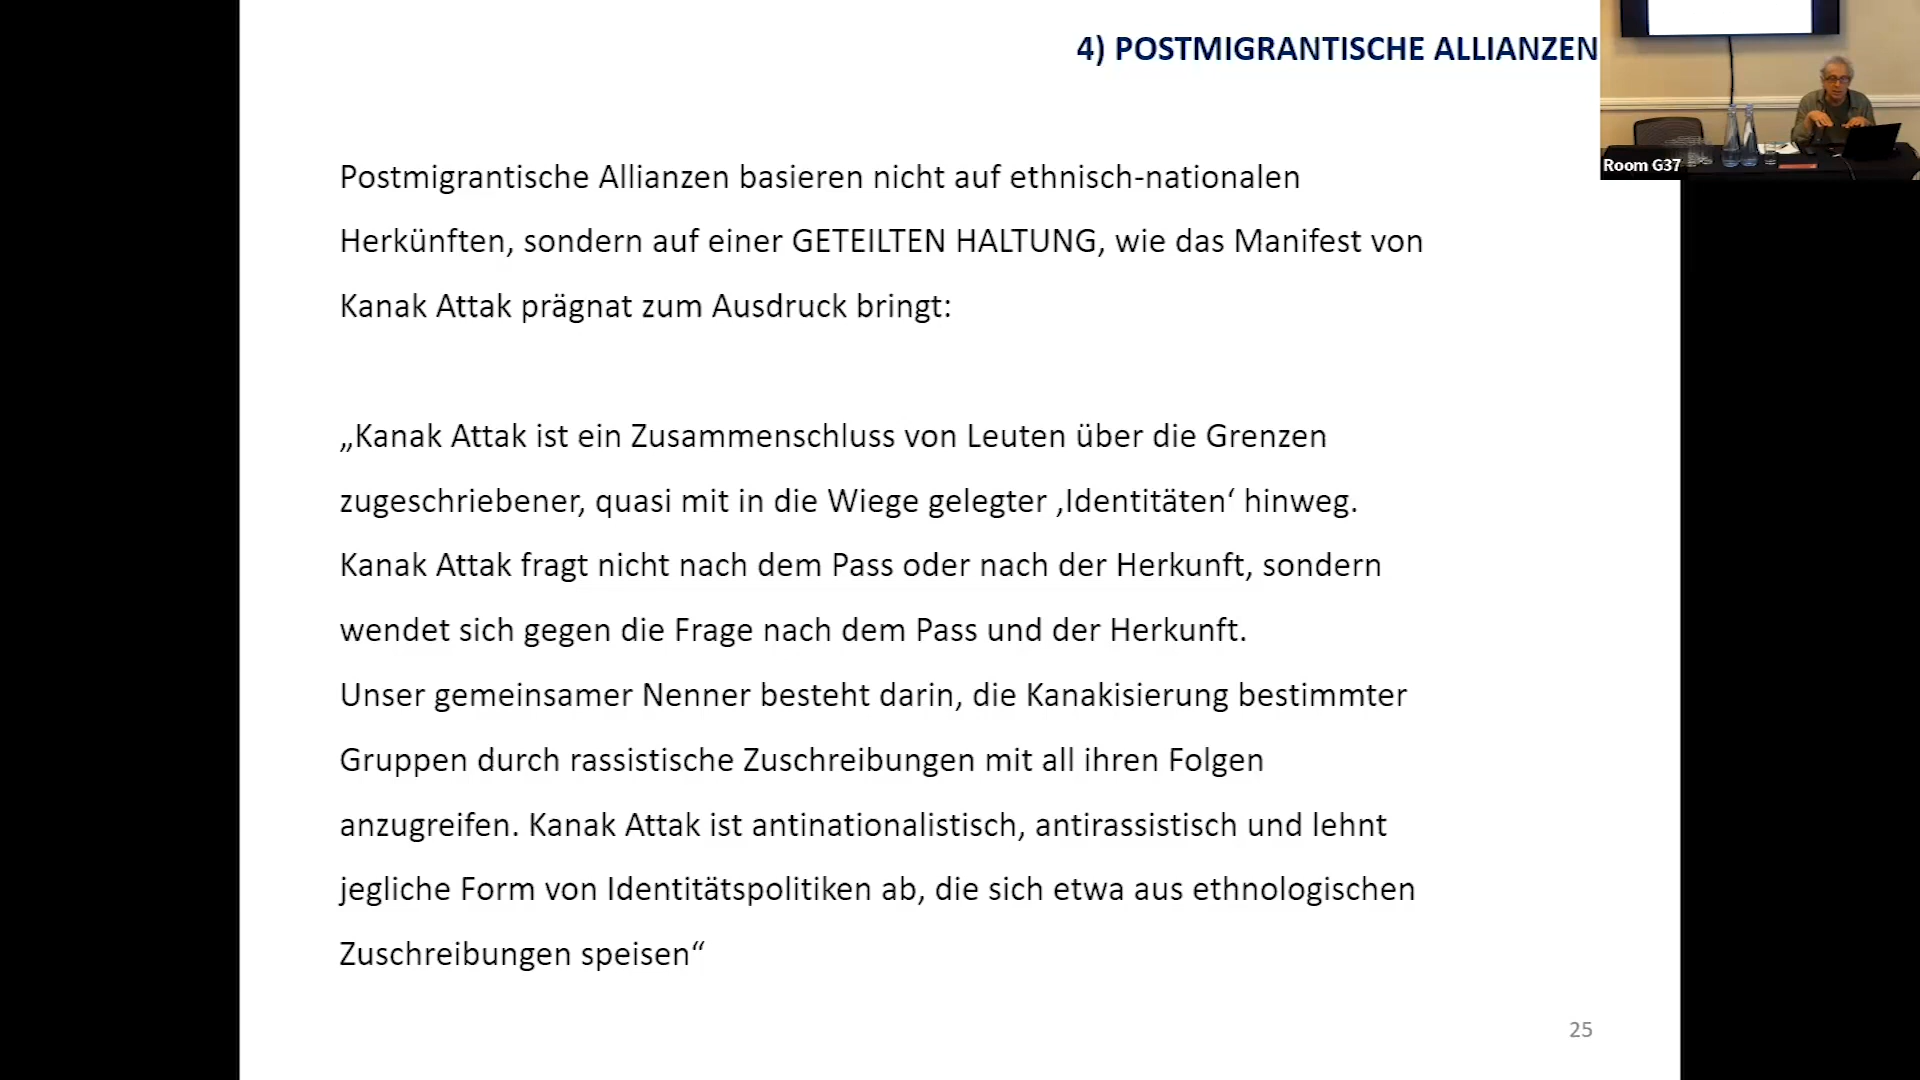 4) POSTMIGRANTISCHE ALLIANZEN
Room G37
Postmigrantische Allianzen basieren nicht auf ethnisch-nationalen
Herkünften, sondern auf einer GETEILTEN HALTUNG, wie das Manifest von
Kanak Attak prägnat zum Ausdruck bringt:
„Kanak Attak ist ein Zusammenschluss von Leuten über die Grenzen
zugeschriebener, quasi mit in die Wiege gelegter ‚Identitäten‘ hinweg.
Kanak Attak fragt nicht nach dem Pass oder nach der Herkunft, sondern
wendet sich gegen die Frage nach dem Pass und der Herkunft.
Unser gemeinsamer Nenner besteht darin, die Kanakisierung bestimmter
Gruppen durch rassistische Zuschreibungen mit all ihren Folgen
anzugreifen. Kanak Attak ist antinationalistisch, antirassistisch und lehnt
jegliche Form von Identitätspolitiken ab, die sich etwa aus ethnologischen
Zuschreibungen speisen“
25